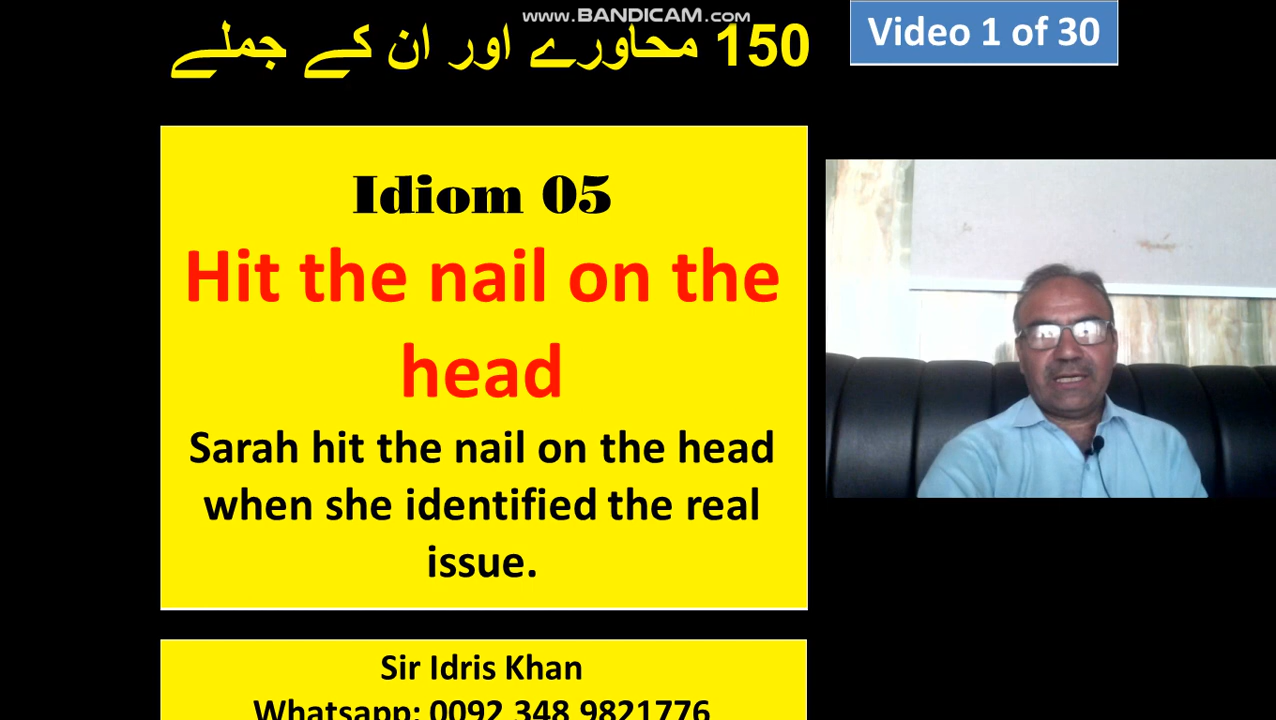 www.BANDICAM.com
150 محاورے اور ان کے جملے
Video 1 of 30
Idiom 05
Hit the nail on the
head
Sarah hit the nail on the head
when she identified the real
issue.
Sir Idris Khan
Whatsapp: 0092 348 9821776